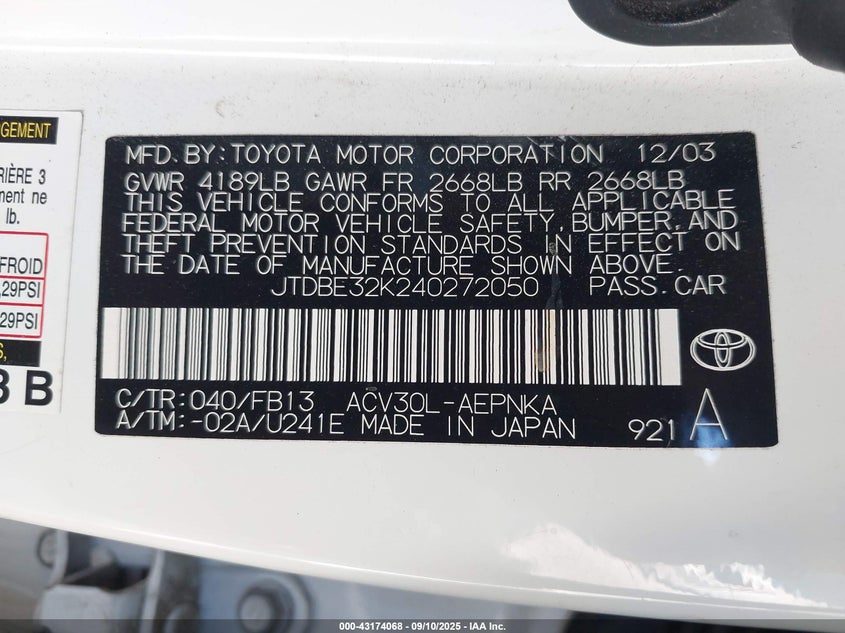 GEMENT
RIÈRE 3
ment ne
lb.
FROID
,29PSI
29PSI
S,
3 B
MFD. BY: TOYOTA MOTOR CORPORATION 12/03
GVWR 4189LB GAWR FR 2668LB RR 2668LB
THIS VEHICLE CONFORMS TO ALL APPLICABLE
FEDERAL MOTOR VEHICLE SAFETY, BUMPER, AND
THEFT PREVENTION STANDARDS IN EFFECT ON
THE DATE OF MANUFACTURE SHOWN ABOVE.
JTDBE32K240272050 PASS. CAR
C/TR: 040/FB13 ACV30L-AEPNKA
A/TM: -02A/U241E MADE IN JAPAN 921 A
000-43174068 - 09/10/2025 - IAA Inc.